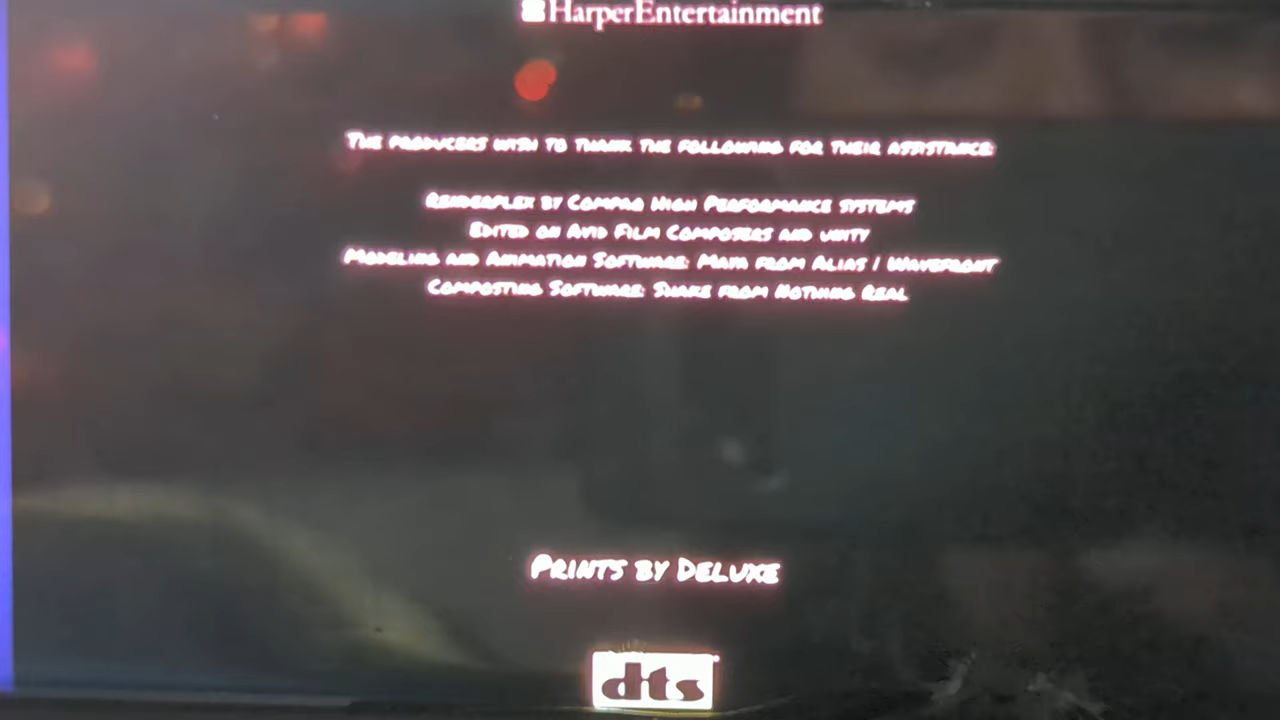 HarperEntertainment
THE PRODUCERS WISH TO THANK THE FOLLOWING FOR THEIR ASSISTANCE:
RENDERPLEX BY COMPAQ HIGH PERFORMANCE SYSTEMS
EDITED ON AVID FILM COMPOSERS AND UNITY
MODELING AND ANIMATION SOFTWARE: MAYA FROM ALIAS / WAVEFRONT
COMPOSTING SOFTWARE: SHAKE FROM NOTHING REAL
PRINTS BY DELUXE
dts